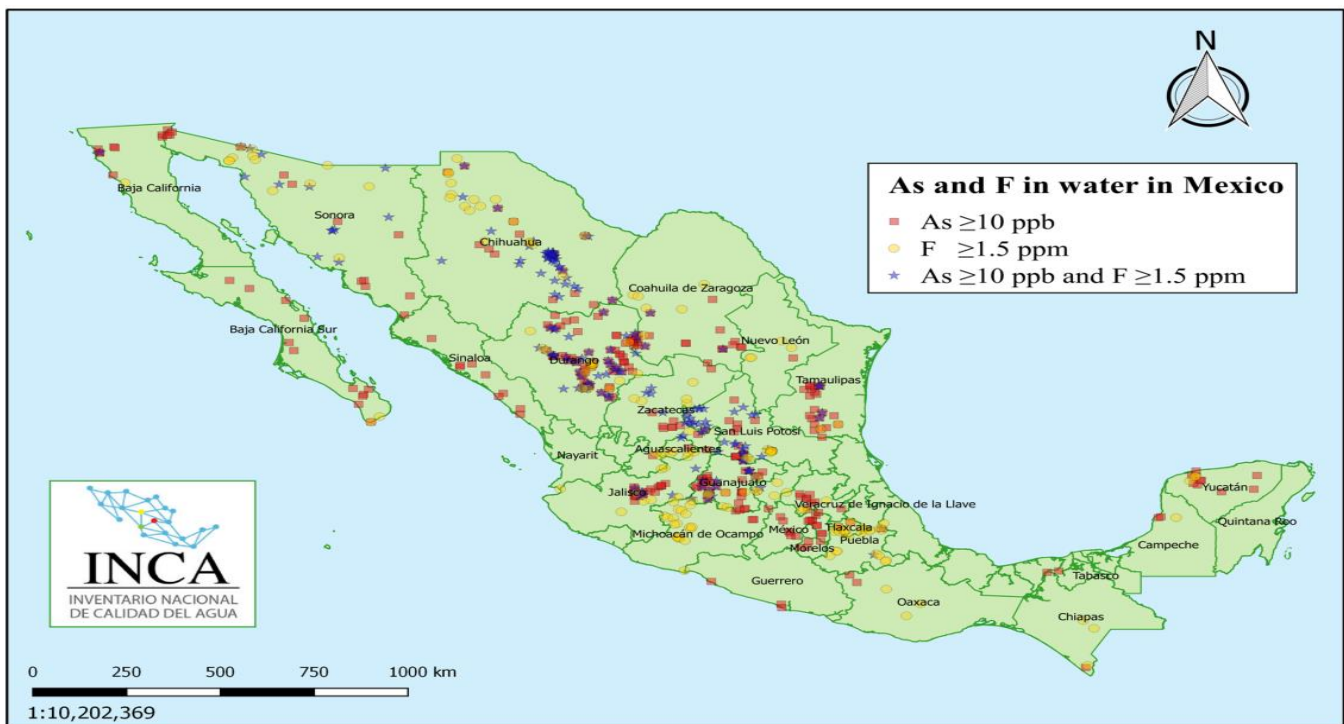 N
As and F in water in Mexico
As ≥10 ppb
F ≥1.5 ppm
As ≥10 ppb and F ≥1.5 ppm
Baja California
Sonora
Chihuahua
Coahuila de Zaragoza
Baja California Sur
Nuevo León
Sinaloa
Durango
Tamaulipas
Zacatecas
San Luis Potosí
Nayarit
Aguascalientes
Guanajuato
Jalisco
Veracruz de Ignacio de la Llave
Yucatán
Quintana Roo
Michoacán de Ocampo
México
Tlaxcala
Puebla
Morelos
Campeche
Guerrero
Tabasco
Oaxaca
Chiapas
INCA
INVENTARIO NACIONAL
DE CALIDAD DEL AGUA
0 250 500 750 1000 km
1:10,202,369